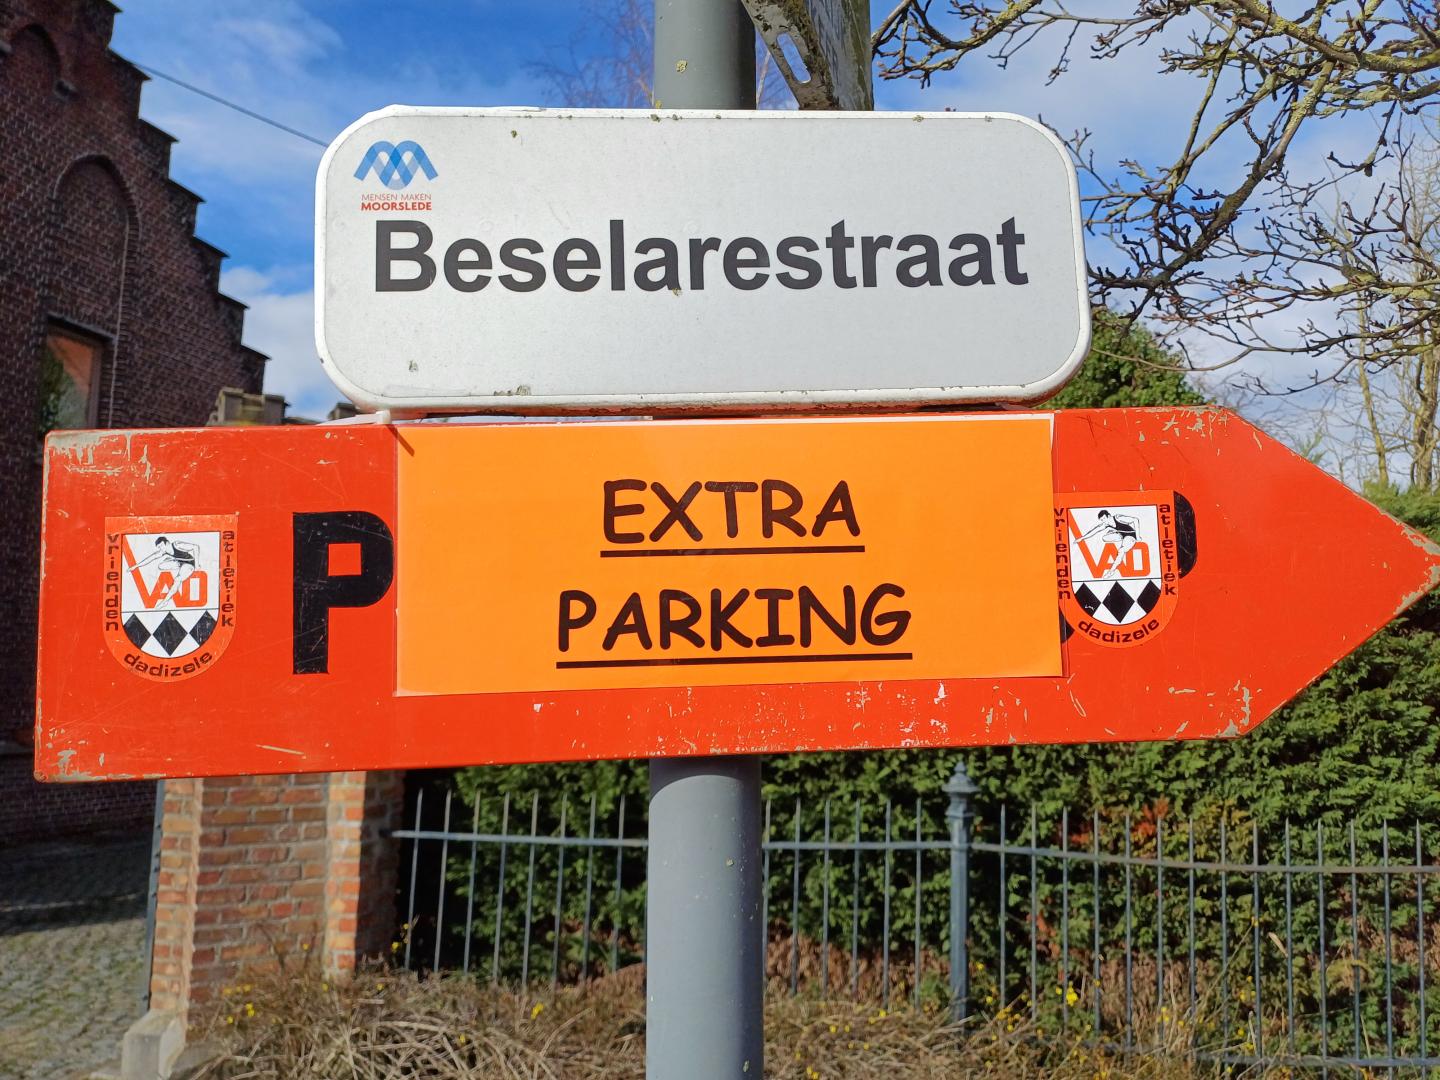 MENSEN MAKEN
MOORSLEDE
Beselarestraat
vrienden
VAD
atletiek
dadizele
P
EXTRA
PARKING
vrienden
VAD
atletiek
dadizele